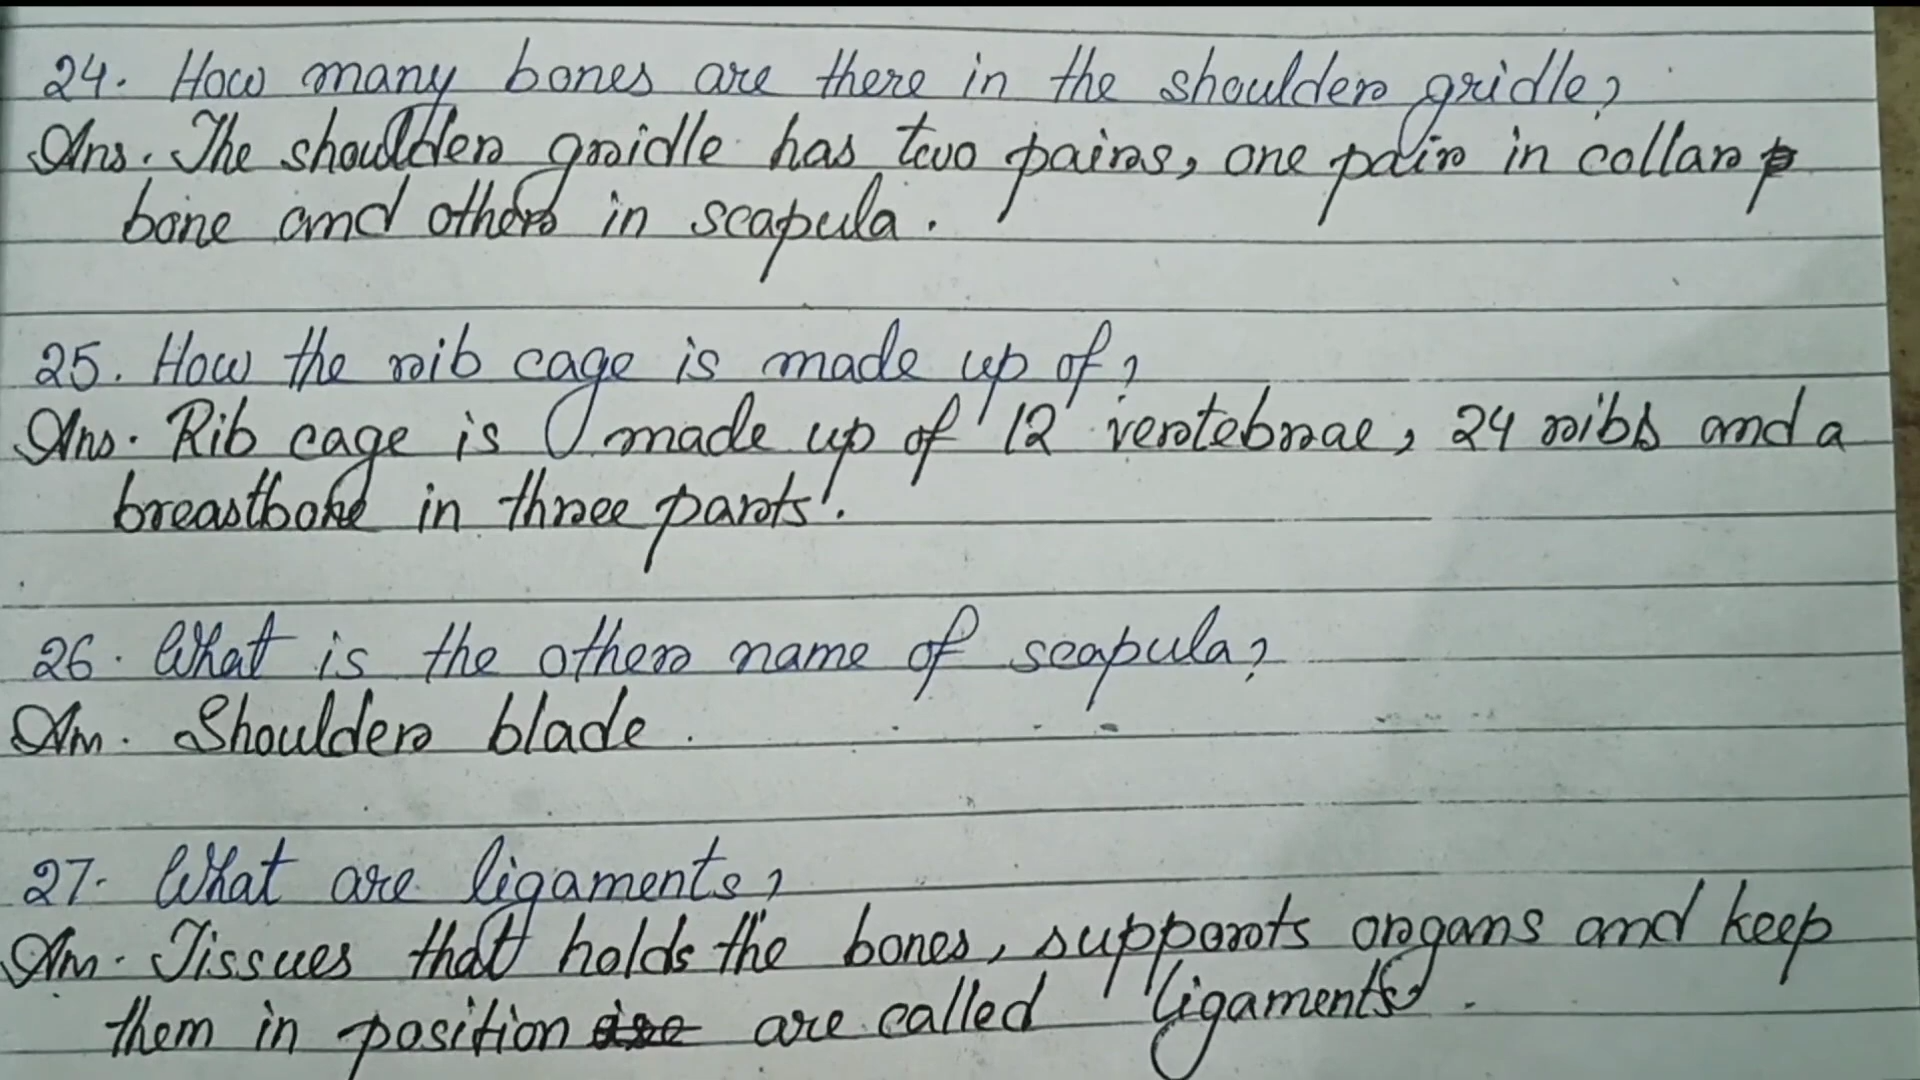 24. How many bones are there in the shoulder gridle?
Ans. The shoulder gridle has two pairs, one pair in collar
bone and other in scapula.
25. How the rib cage is made up of?
Ans. Rib cage is made up of 12 vertebrae, 24 ribs and a
breastbone in three parts.
26. What is the other name of scapula?
Ans. Shoulder blade.
27. What are ligaments?
Ans. Tissues that holds the bones, supports organs and keep
them in position are called ligaments.